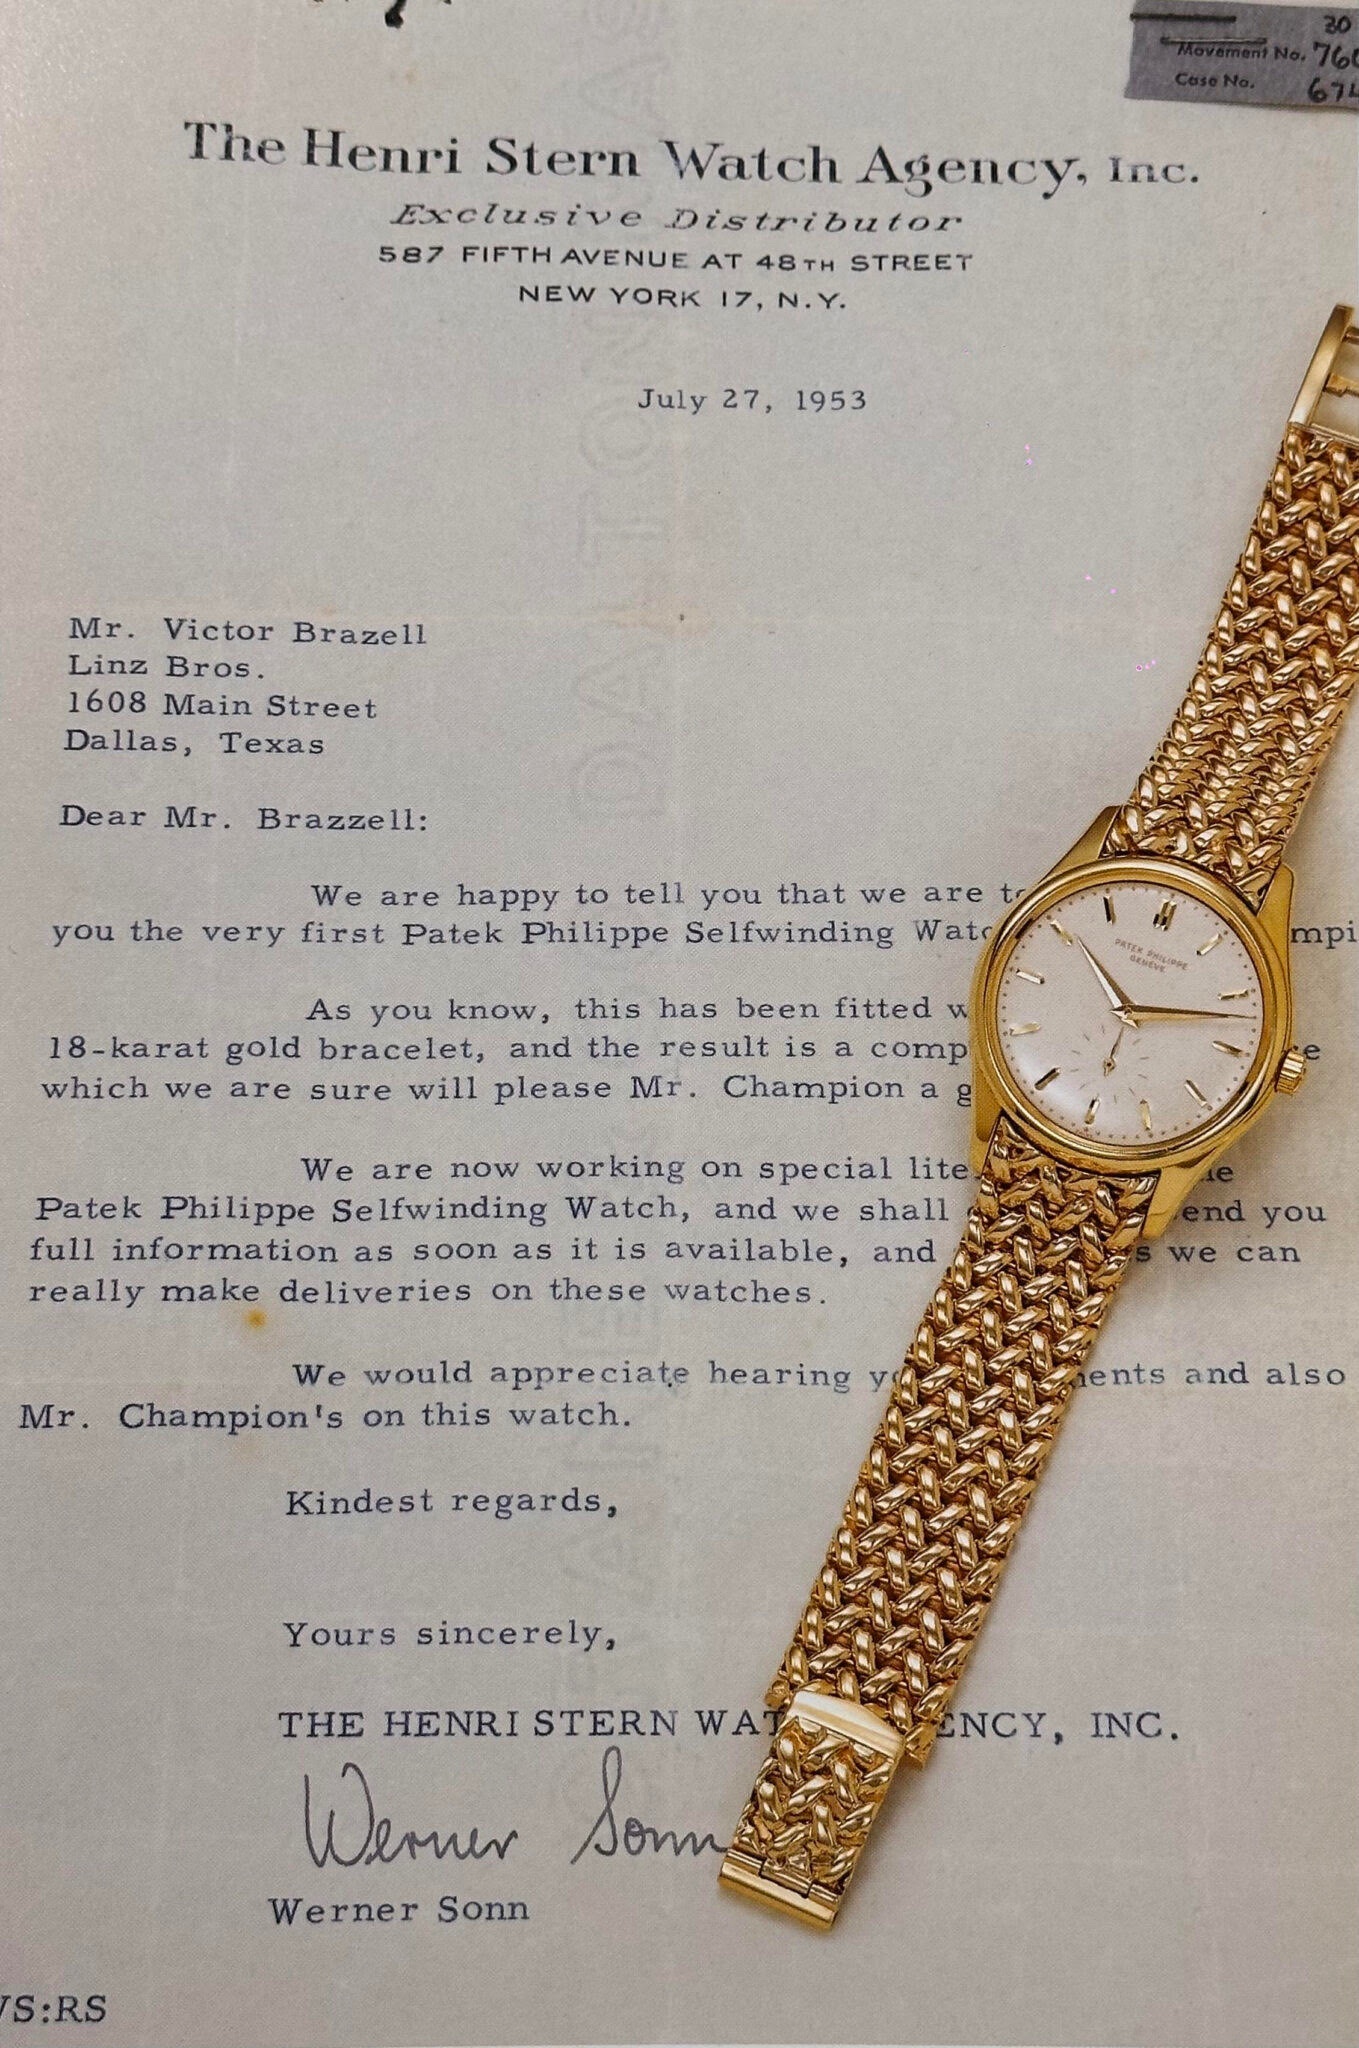 30
Movement No. 760
Case No. 674
The Henri Stern Watch Agency, Inc.
Exclusive Distributor
587 FIFTH AVENUE AT 48TH STREET
NEW YORK 17, N.Y.
July 27, 1953
Mr. Victor Brazell
Linz Bros.
1608 Main Street
Dallas, Texas
Dear Mr. Brazzell:
We are happy to tell you that we are
you the very first Patek Philippe Selfwinding
As you know, this has been fitted
18-karat gold bracelet, and the result is a
which we are sure will please Mr. Champion a
We are now working on special
Patek Philippe Selfwinding Watch, and we shall you
full information as soon as it is available, and we can
really make deliveries on these watches.
We would appreciate hearing and also
Mr. Champion's on this watch.
Kindest regards,
Yours sincerely,
THE HENRI STERN WAT ENCY, INC.
Werner Sonn
Werner Sonn
WS:RS
PATEK PHILIPPE
GENEVE